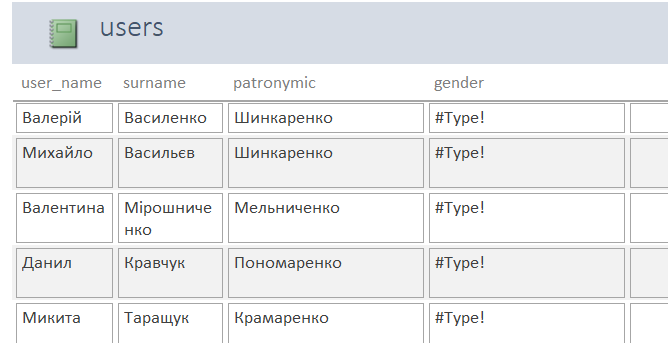 users
user_name surname patronymic gender
Валерій Василенко Шинкаренко #Type!
Михайло Васильєв Шинкаренко #Type!
Валентина Мірошниче Мельниченко #Type!
нко
Данил Кравчук Пономаренко #Type!
Микита Таращук Крамаренко #Type!